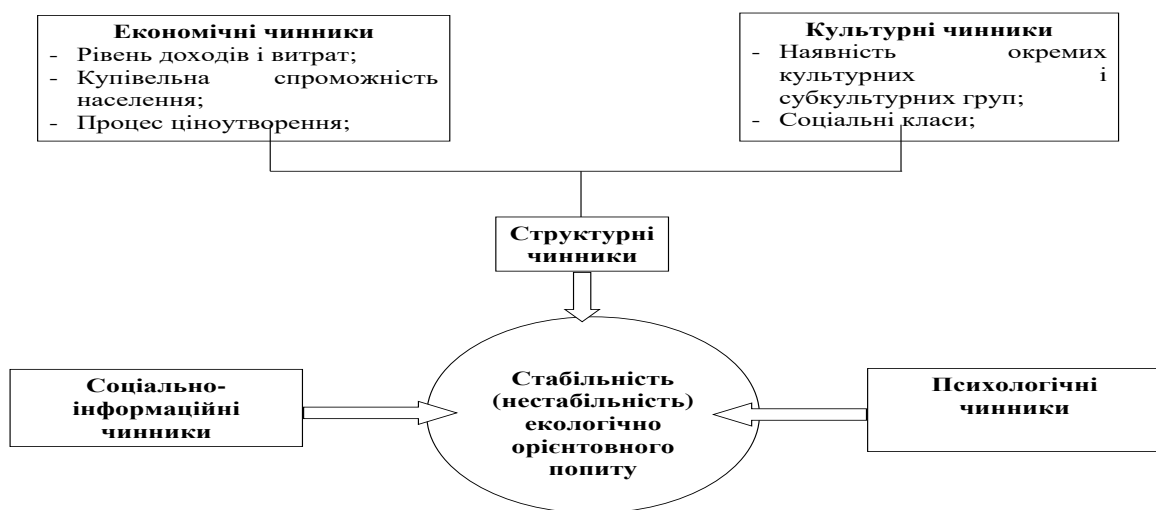 Економічні чинники
- Рівень доходів і витрат;
- Купівельна спроможність
населення;
- Процес ціноутворення;
Культурні чинники
- Наявність окремих
культурних і
субкультурних груп;
- Соціальні класи;
Структурні
чинники
Соціально-
інформаційні
чинники
Стабільність
(нестабільність)
екологічно
орієнтовного
попиту
Психологічні
чинники